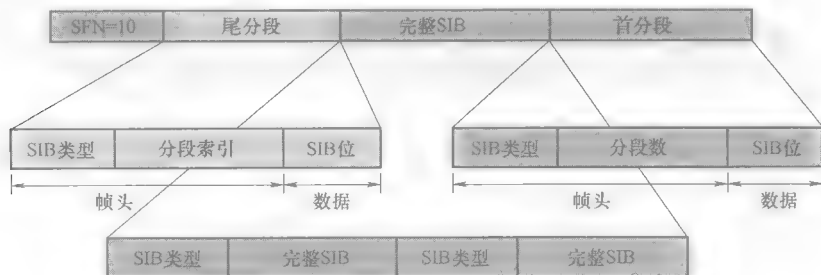 SFN=10 尾分段 完整SIB 首分段
SIB类型 分段索引 SIB位 SIB类型 分段数 SIB位
帧头 数据 帧头 数据
SIB类型 完整SIB SIB类型 完整SIB